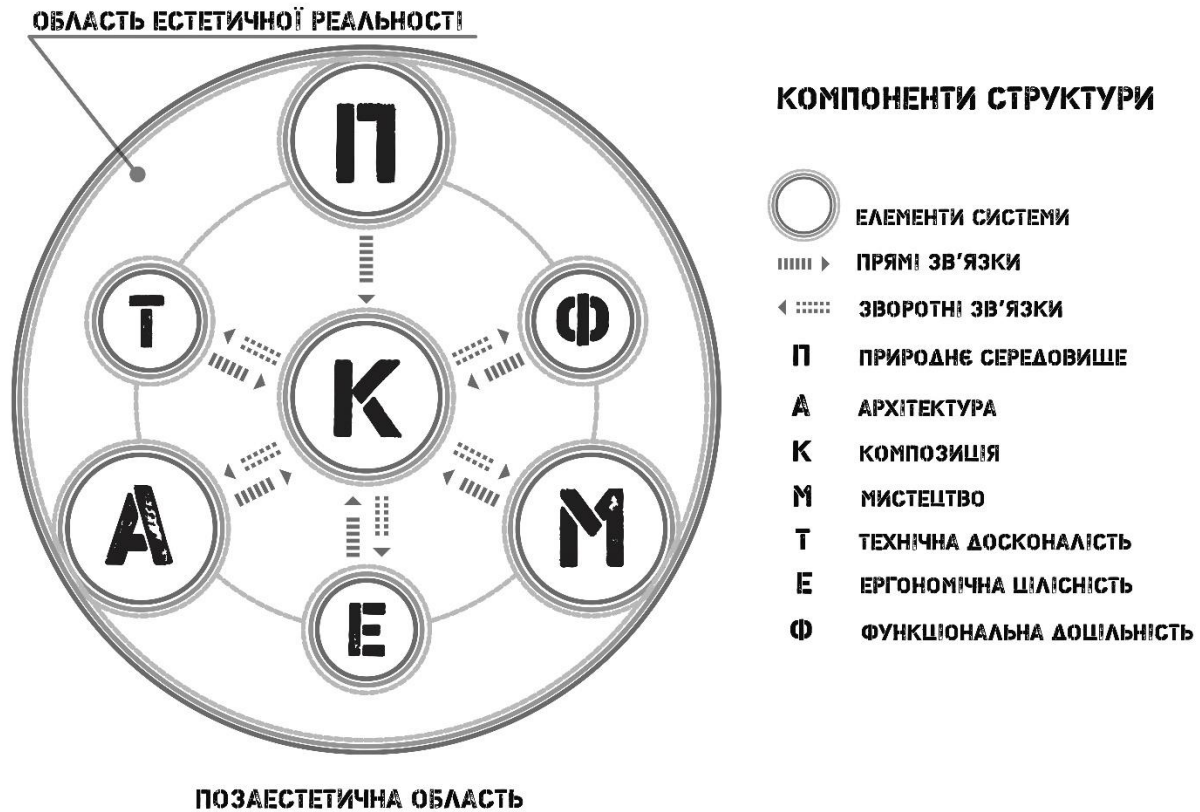 ОБЛАСТЬ ЕСТЕТИЧНОЇ РЕАЛЬНОСТІ
П
Т
Ф
К
А
М
Е
ПОЗАЕСТЕТИЧНА ОБЛАСТЬ
КОМПОНЕНТИ СТРУКТУРИ
ЕЛЕМЕНТИ СИСТЕМИ
ПРЯМІ ЗВ'ЯЗКИ
ЗВОРОТНІ ЗВ'ЯЗКИ
П ПРИРОДНЄ СЕРЕДОВИЩЕ
А АРХІТЕКТУРА
К КОМПОЗИЦІЯ
М МИСТЕЦТВО
Т ТЕХНІЧНА ДОСКОНАЛІСТЬ
Е ЕРГОНОМІЧНА ЦІЛІСНІСТЬ
Ф ФУНКЦІОНАЛЬНА ДОЦІЛЬНІСТЬ